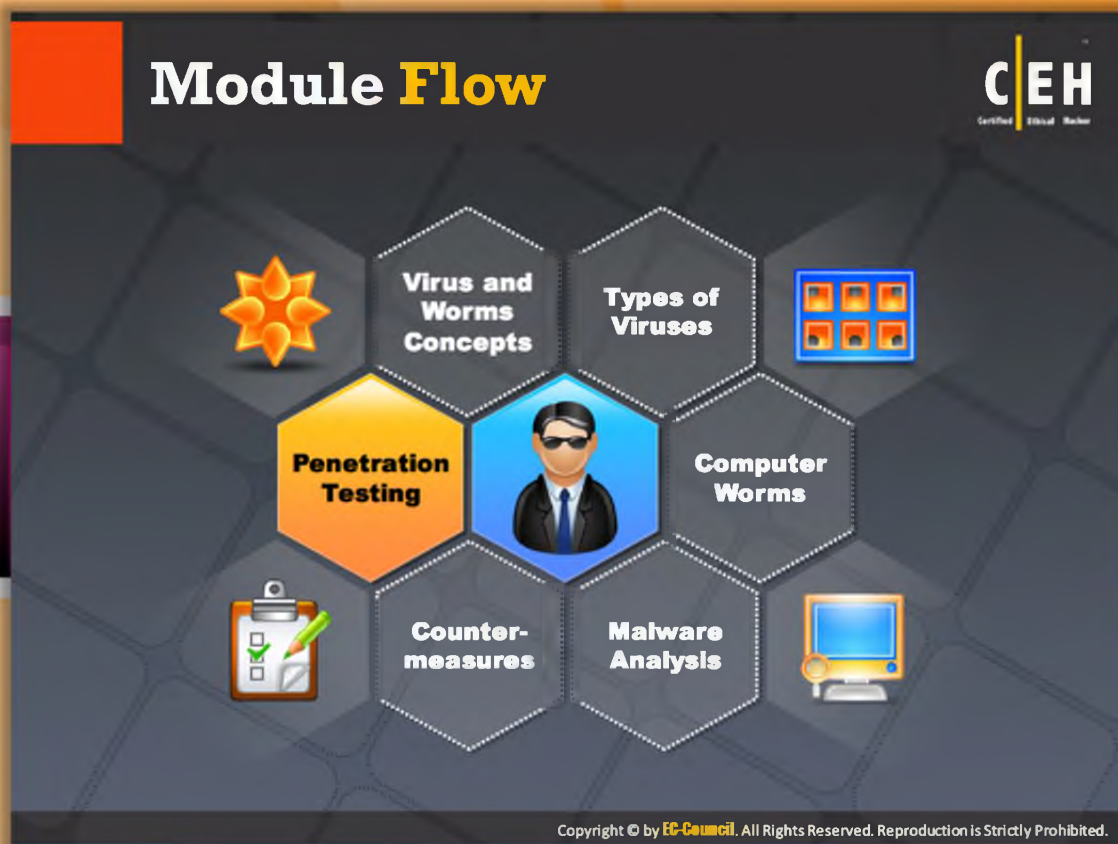 Module Flow
C EH
Certified Ethical Hacker
Virus and
Worms
Concepts
Types of
Viruses
Penetration
Testing
Computer
Worms
Counter-
measures
Malware
Analysis
Copyright © by EC-Council. All Rights Reserved. Reproduction is Strictly Prohibited.